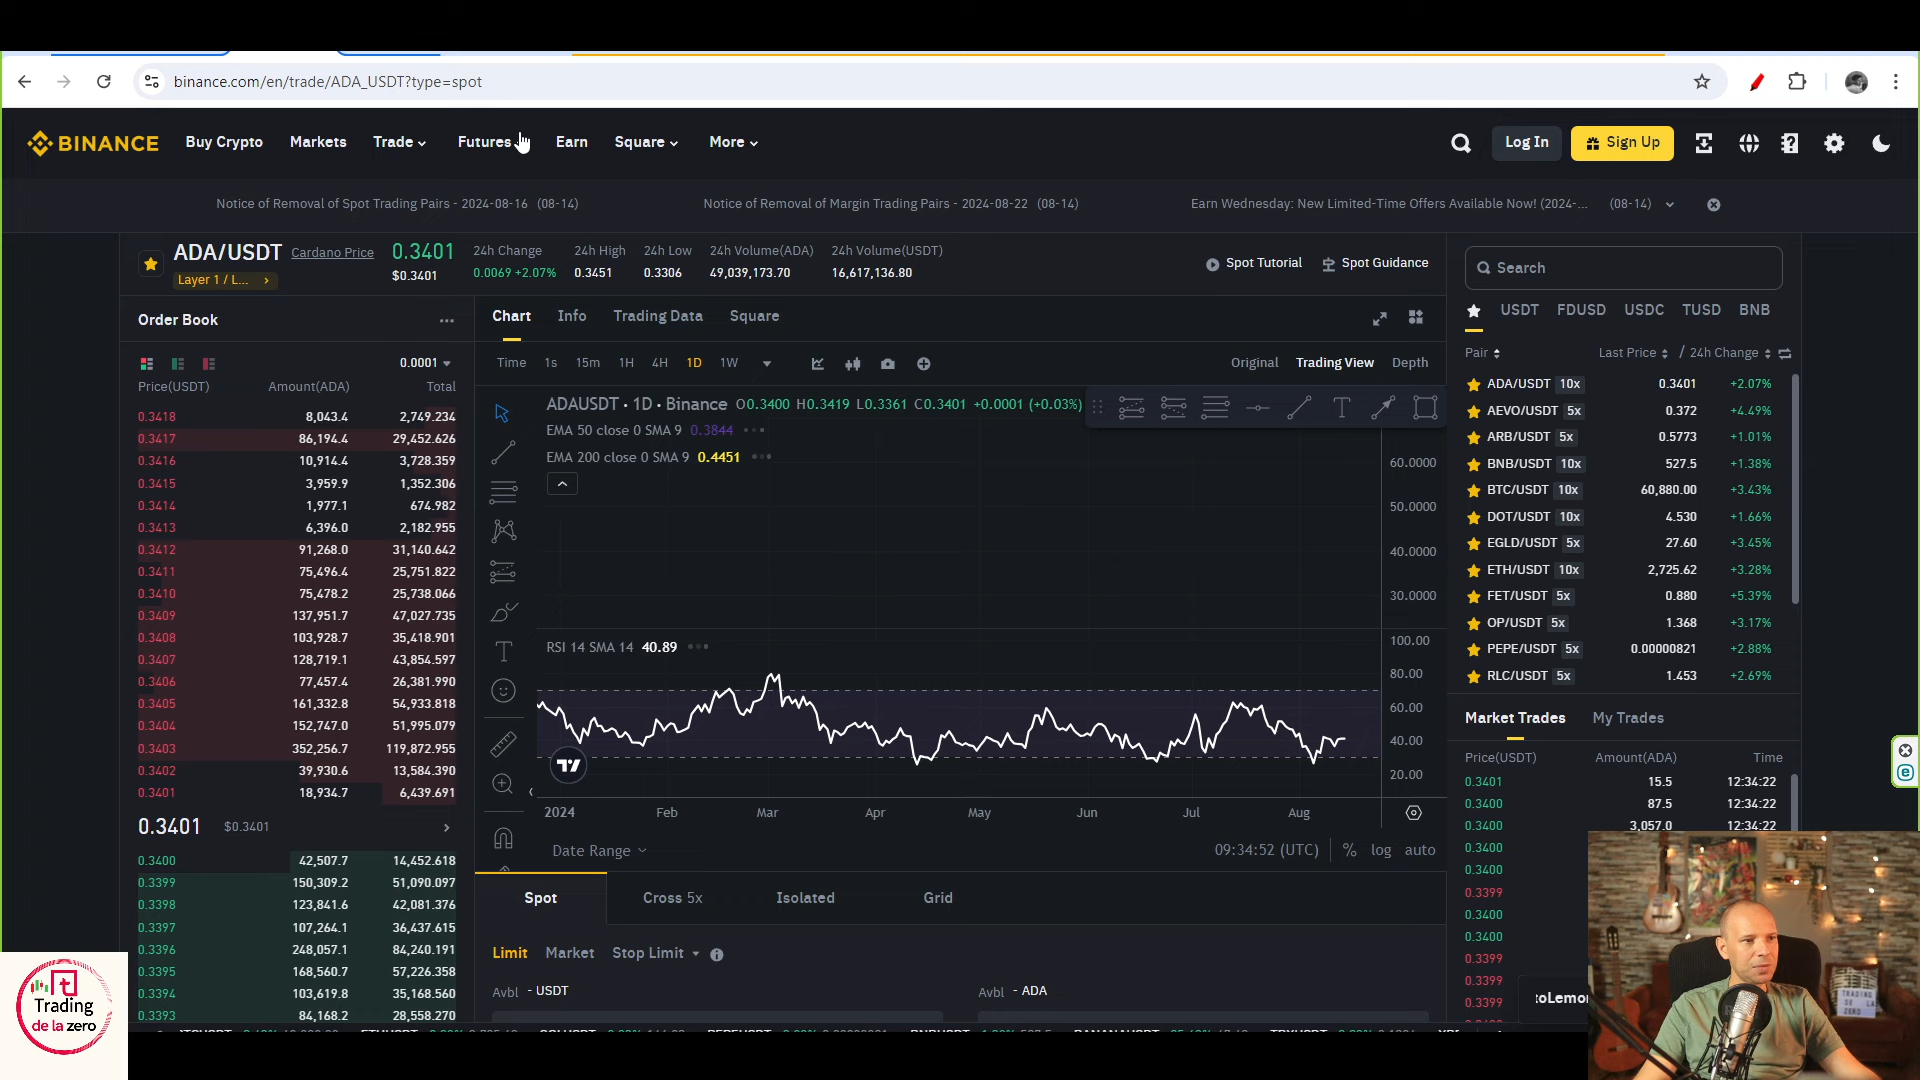 binance.com/en/trade/ADA_USDT?type=spot
BINANCE Buy Crypto Markets Trade Futures Earn Square More Log In Sign Up
Notice of Removal of Spot Trading Pairs - 2024-08-16 (08-14) Notice of Removal of Margin Trading Pairs - 2024-08-22 (08-14) Earn Wednesday: New Limited-Time Offers Available Now! (2024-... (08-14)
ADA/USDT Cardano Price 0.3401 $0.3401
Layer 1 / L...
24h Change 24h High 24h Low 24h Volume(ADA) 24h Volume(USDT)
0.0069 +2.07% 0.3451 0.3306 49,039,173.70 16,617,136.80
Spot Tutorial Spot Guidance
Order Book
0.0001
Price(USDT) Amount(ADA) Total
0.3418 8,043.4 2,749.234
0.3417 86,194.4 29,452.626
0.3416 10,914.4 3,728.359
0.3415 3,959.9 1,352.306
0.3414 1,977.1 674.982
0.3413 6,396.0 2,182.955
0.3412 91,268.0 31,140.642
0.3411 75,496.4 25,751.822
0.3410 75,478.2 25,738.066
0.3409 137,951.7 47,027.735
0.3408 103,928.7 35,418.901
0.3407 128,719.1 43,854.597
0.3406 77,457.4 26,381.990
0.3405 161,332.8 54,933.818
0.3404 152,747.0 51,995.079
0.3403 352,256.7 119,872.955
0.3402 39,930.6 13,584.390
0.3401 18,934.7 6,439.691
0.3401 $0.3401
0.3400 42,507.7 14,452.618
0.3399 150,309.2 51,090.097
0.3398 123,841.6 42,081.376
0.3397 107,264.1 36,437.615
0.3396 248,057.1 84,240.191
0.3395 168,560.7 57,226.358
0.3394 103,619.8 35,168.560
0.3393 84,168.2 28,558.270
Chart Info Trading Data Square
Time 1s 15m 1H 4H 1D 1W
Original Trading View Depth
ADAUSDT · 1D · Binance O0.3400 H0.3419 L0.3361 C0.3401 +0.0001 (+0.03%)
EMA 50 close 0 SMA 9 0.3844
EMA 200 close 0 SMA 9 0.4451
60.0000
50.0000
40.0000
30.0000
RSI 14 SMA 14 40.89
100.00
80.00
60.00
40.00
20.00
2024 Feb Mar Apr May Jun Jul Aug
Date Range 09:34:52 (UTC) % log auto
Spot Cross 5x Isolated Grid
Limit Market Stop Limit
Avbl - USDT Avbl - ADA
Search
USDT FDUSD USDC TUSD BNB
Pair Last Price / 24h Change
ADA/USDT 10x 0.3401 +2.07%
AEVO/USDT 5x 0.372 +4.49%
ARB/USDT 5x 0.5773 +1.01%
BNB/USDT 10x 527.5 +1.38%
BTC/USDT 10x 60,880.00 +3.43%
DOT/USDT 10x 4.530 +1.66%
EGLD/USDT 5x 27.60 +3.45%
ETH/USDT 10x 2,725.62 +3.28%
FET/USDT 5x 0.880 +5.39%
OP/USDT 5x 1.368 +3.17%
PEPE/USDT 5x 0.00000821 +2.88%
RLC/USDT 5x 1.453 +2.69%
Market Trades My Trades
Price(USDT) Amount(ADA) Time
0.3401 15.5 12:34:22
0.3400 87.5 12:34:22
0.3400 3,057.0 12:34:22
0.3400
0.3400
0.3399
0.3400
0.3400
0.3399
0.3399
0.3399
Trading
de la zero
TRADING
DE LA
ZERO